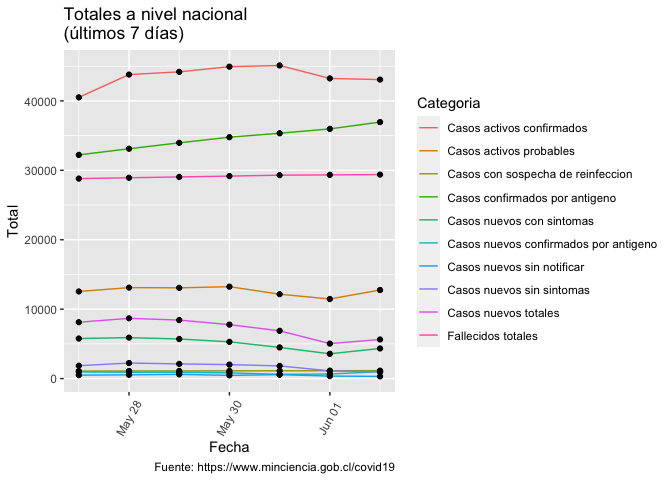 Totales a nivel nacional
(últimos 7 días)
Total
40000
30000
20000
10000
0
May 28
May 30
Jun 01
Fecha
Fuente: https://www.minciencia.gob.cl/covid19
Categoria
Casos activos confirmados
Casos activos probables
Casos con sospecha de reinfeccion
Casos confirmados por antigeno
Casos nuevos con sintomas
Casos nuevos confirmados por antigeno
Casos nuevos sin notificar
Casos nuevos sin sintomas
Casos nuevos totales
Fallecidos totales